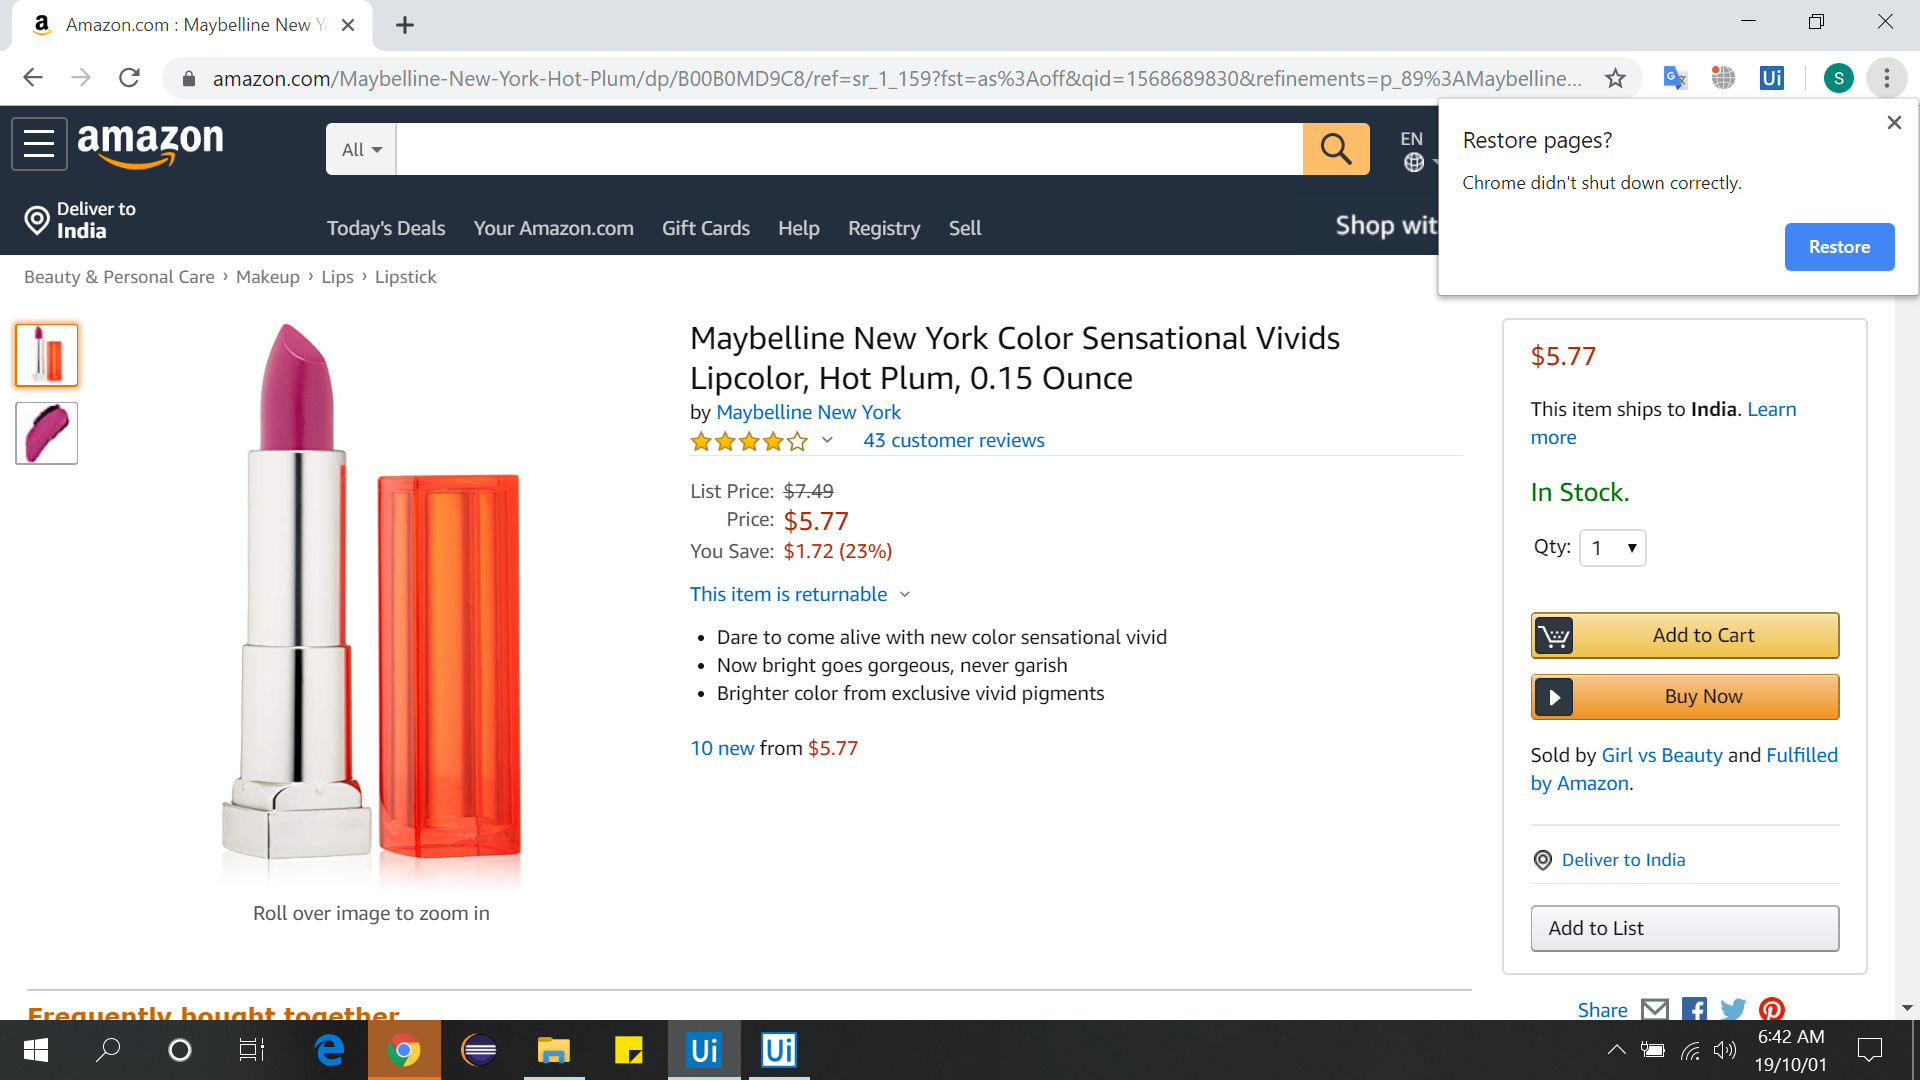 Amazon.com : Maybelline New Y
amazon.com/Maybelline-New-York-Hot-Plum/dp/B00B0MD9C8/ref=sr_1_159?fst=as%3Aoff&qid=1568689830&refinements=p_89%3AMaybelline...
Ui
S
Restore pages?
Chrome didn't shut down correctly.
Restore
amazon
All
EN
Deliver to
India
Today's Deals
Your Amazon.com
Gift Cards
Help
Registry
Sell
Shop wit
Beauty & Personal Care › Makeup › Lips › Lipstick
Maybelline New York Color Sensational Vivids
Lipcolor, Hot Plum, 0.15 Ounce
by Maybelline New York
43 customer reviews
List Price: $7.49
Price: $5.77
You Save: $1.72 (23%)
This item is returnable
• Dare to come alive with new color sensational vivid
• Now bright goes gorgeous, never garish
• Brighter color from exclusive vivid pigments
10 new from $5.77
Roll over image to zoom in
$5.77
This item ships to India. Learn
more
In Stock.
Qty: 1
Add to Cart
Buy Now
Sold by Girl vs Beauty and Fulfilled
by Amazon.
Deliver to India
Add to List
Share
Frequently bought together
Ui
Ui
6:42 AM
19/10/01